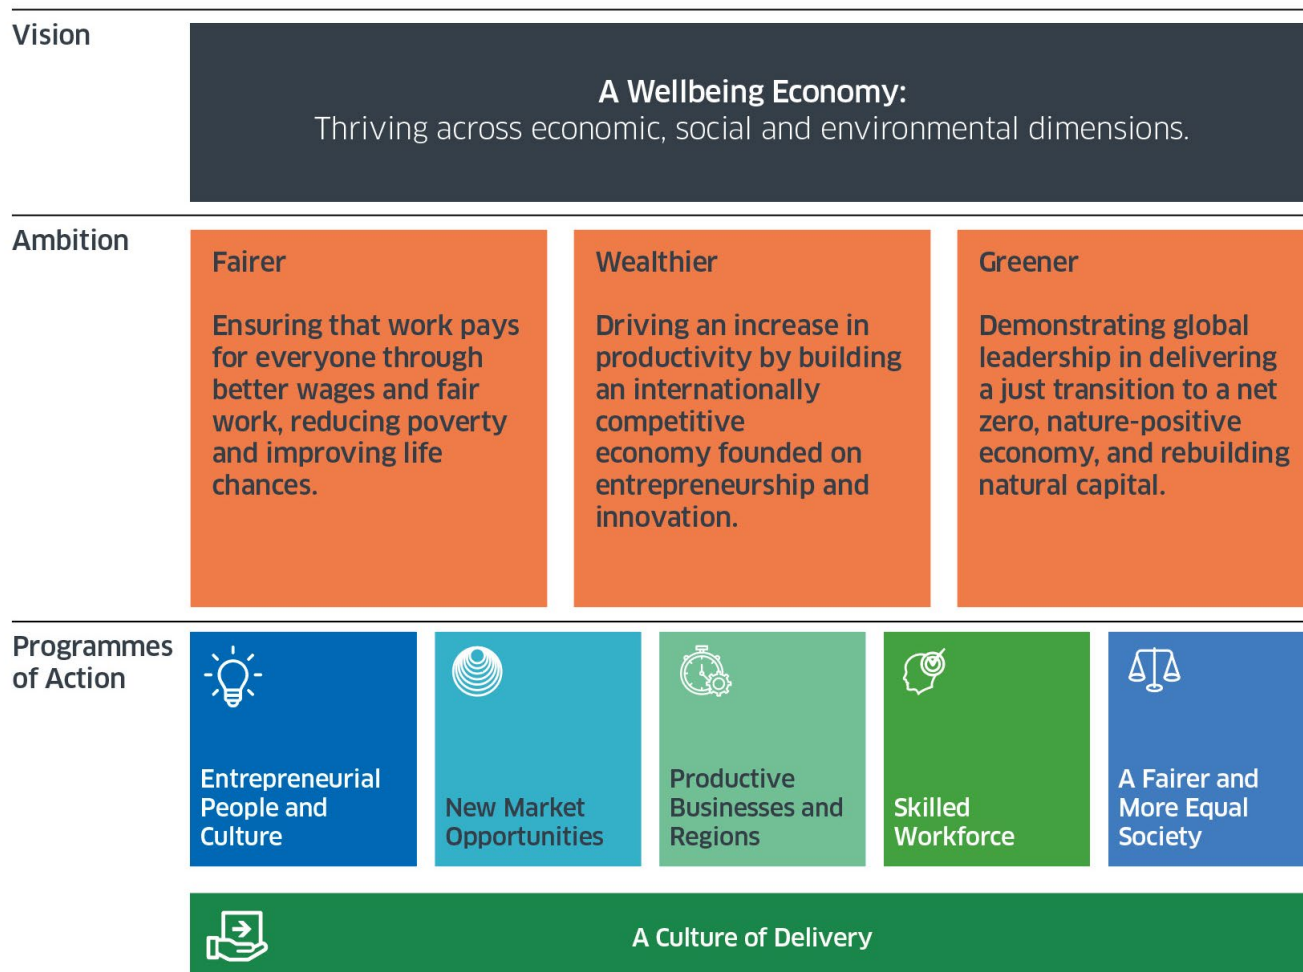 Vision
A Wellbeing Economy:
Thriving across economic, social and environmental dimensions.
Ambition
Fairer
Ensuring that work pays
for everyone through
better wages and fair
work, reducing poverty
and improving life
chances.
Wealthier
Driving an increase in
productivity by building
an internationally
competitive
economy founded on
entrepreneurship and
innovation.
Greener
Demonstrating global
leadership in delivering
a just transition to a net
zero, nature-positive
economy, and rebuilding
natural capital.
Programmes
of Action
Entrepreneurial
People and
Culture
New Market
Opportunities
Productive
Businesses and
Regions
Skilled
Workforce
A Fairer and
More Equal
Society
A Culture of Delivery